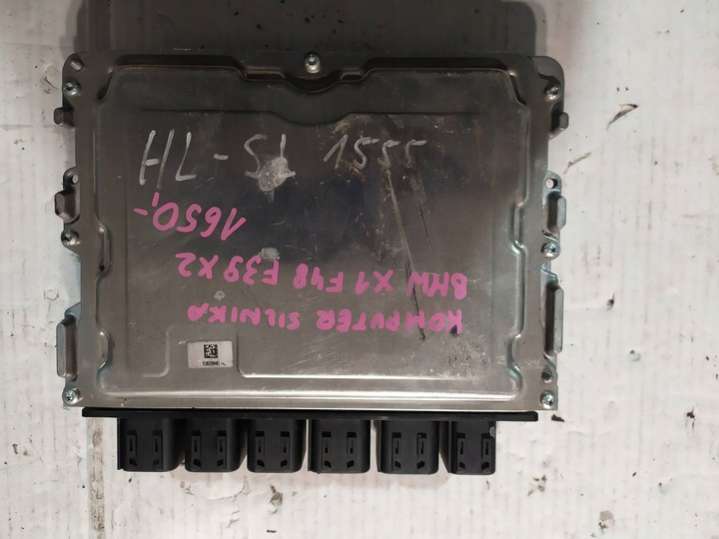 KOMPUTER SILNIKA
BMW X1 F48 F39 X2
1650,-
HL-SL 1555